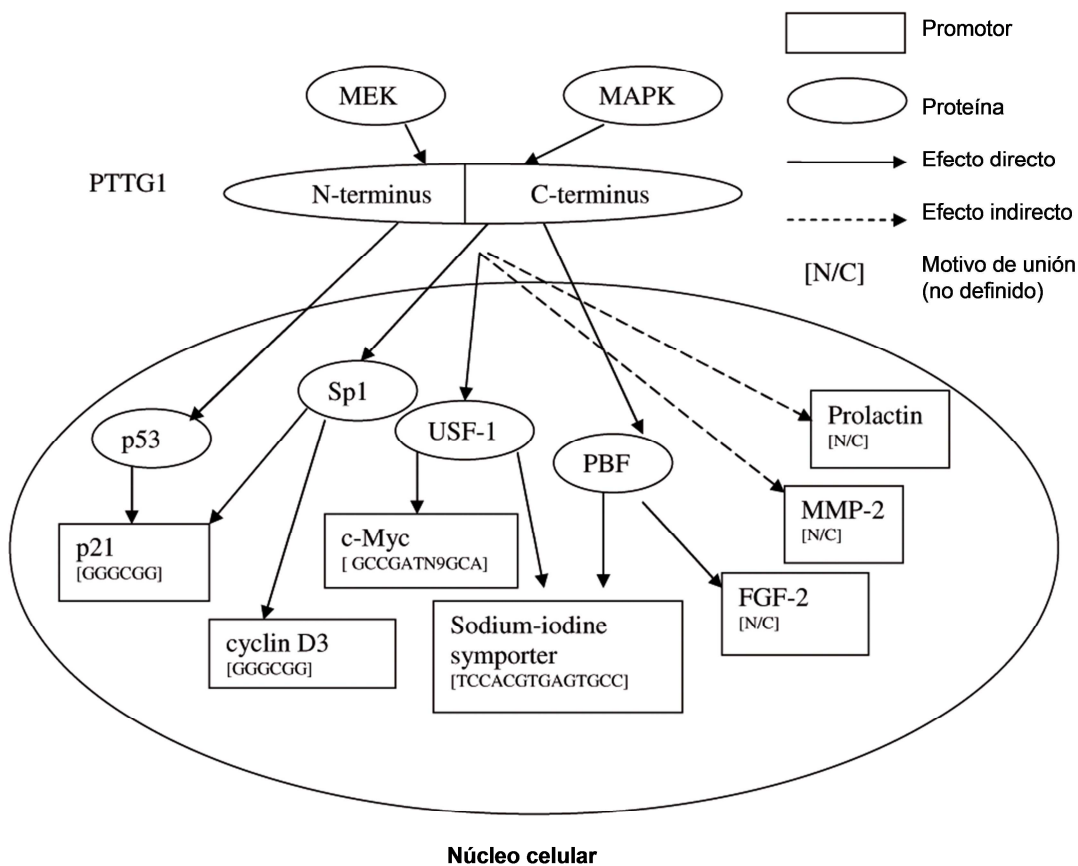 Promotor
MEK
MAPK
Proteína
PTTG1
N-terminus
C-terminus
Efecto directo
Efecto indirecto
[N/C]
Motivo de unión
(no definido)
Sp1
p53
USF-1
PBF
Prolactin
[N/C]
MMP-2
[N/C]
p21
[GGGCGG]
c-Myc
[ GCCGATN9GCA]
FGF-2
[N/C]
cyclin D3
[GGGCGG]
Sodium-iodine
symporter
[TCCACGTGAGTGCC]
Núcleo celular